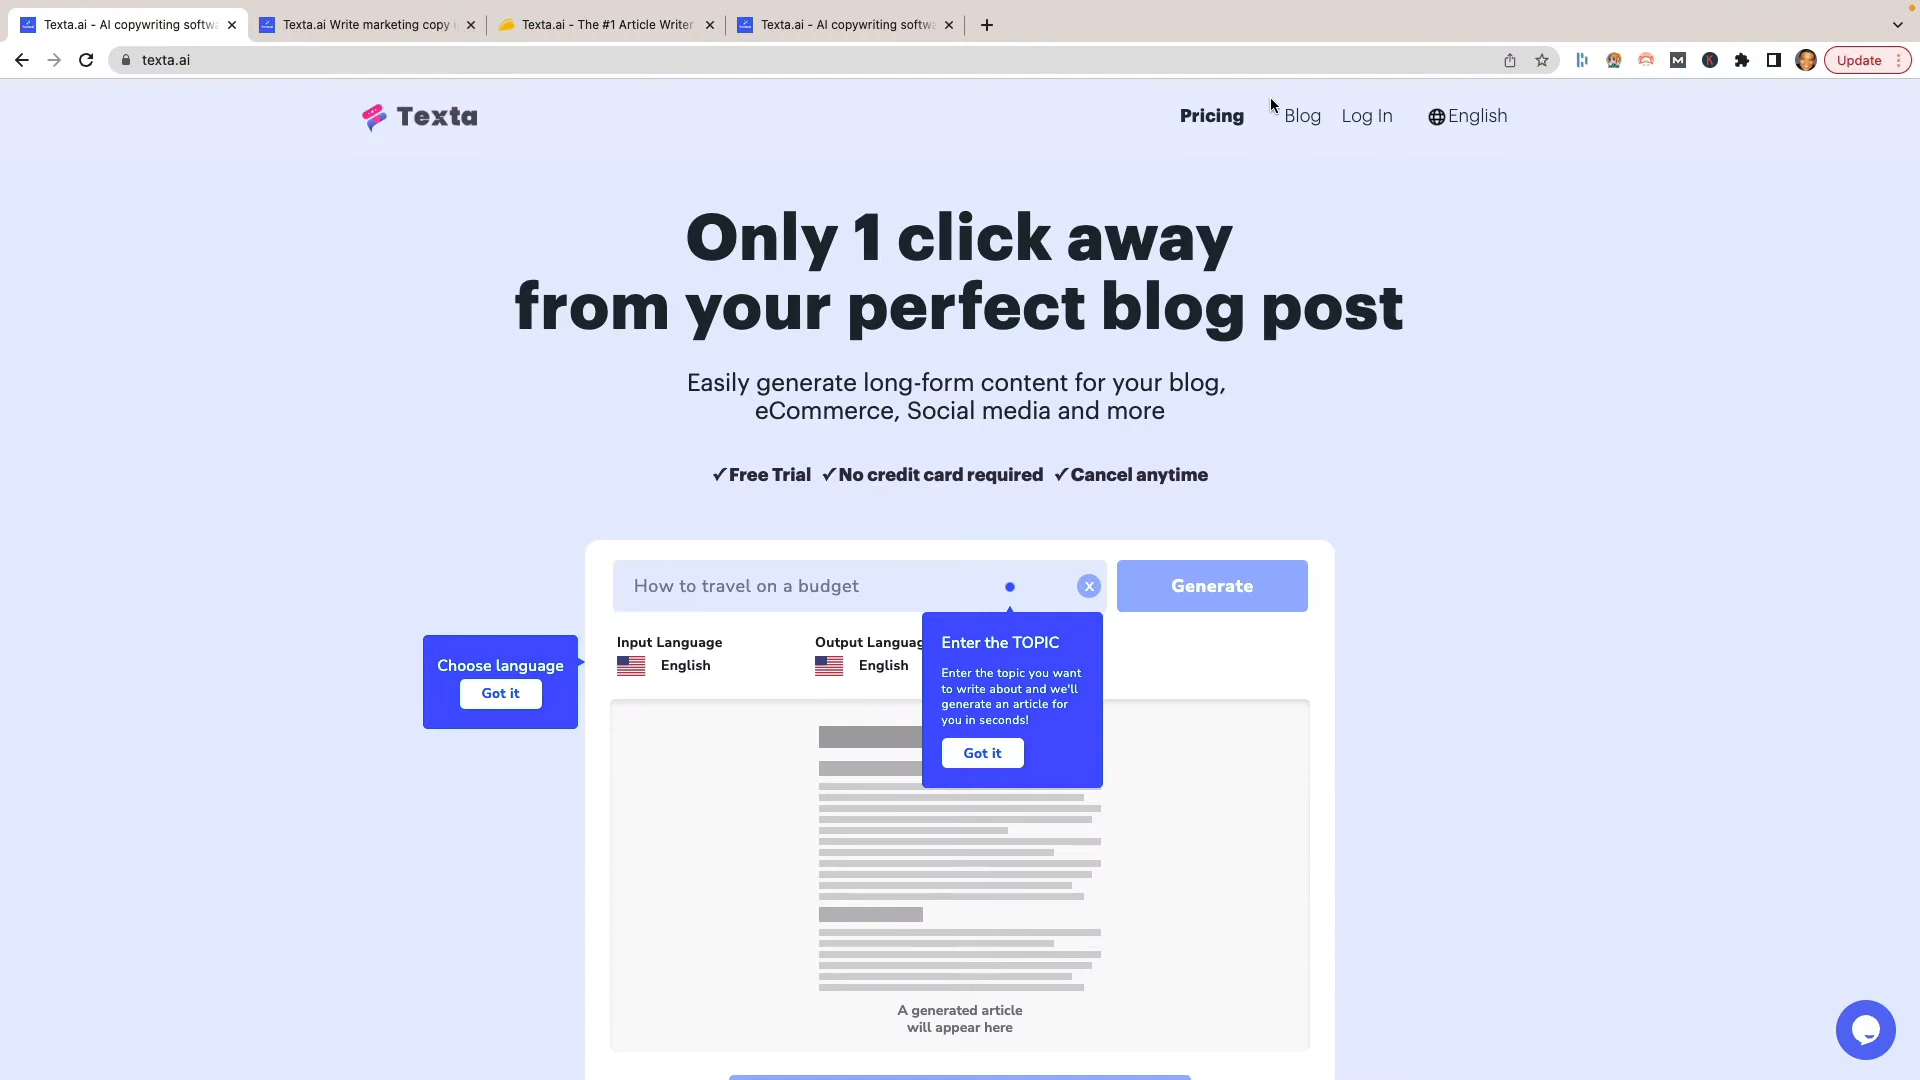 Texta.ai - AI copywriting softw
Texta.ai Write marketing copy i
Texta.ai - The #1 Article Writer
Texta.ai - AI copywriting softw
texta.ai
Update
Texta
Pricing
Blog
Log In
English
Only 1 click away
from your perfect blog post
Easily generate long-form content for your blog,
eCommerce, Social media and more
✓Free Trial ✓No credit card required ✓Cancel anytime
How to travel on a budget
X
Generate
Input Language
English
Output Languag
English
Choose language
Got it
Enter the TOPIC
Enter the topic you want
to write about and we'll
generate an article for
you in seconds!
Got it
A generated article
will appear here